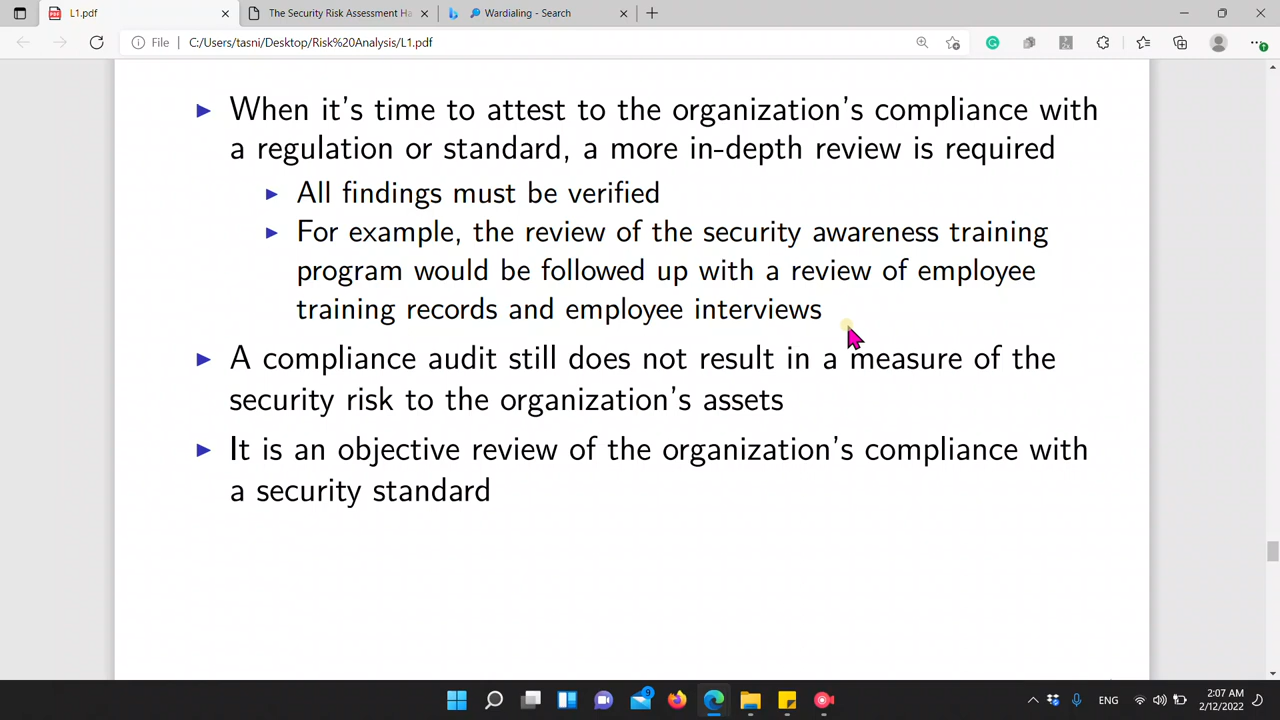 L1.pdf
The Security Risk Assessment Ha
Wardialing - Search
File
C:/Users/tasni/Desktop/Risk%20Analysis/L1.pdf
When it's time to attest to the organization's compliance with
a regulation or standard, a more in-depth review is required
All findings must be verified
For example, the review of the security awareness training
program would be followed up with a review of employee
training records and employee interviews
A compliance audit still does not result in a measure of the
security risk to the organization's assets
It is an objective review of the organization's compliance with
a security standard
9
ENG
2:07 AM
2/12/2022